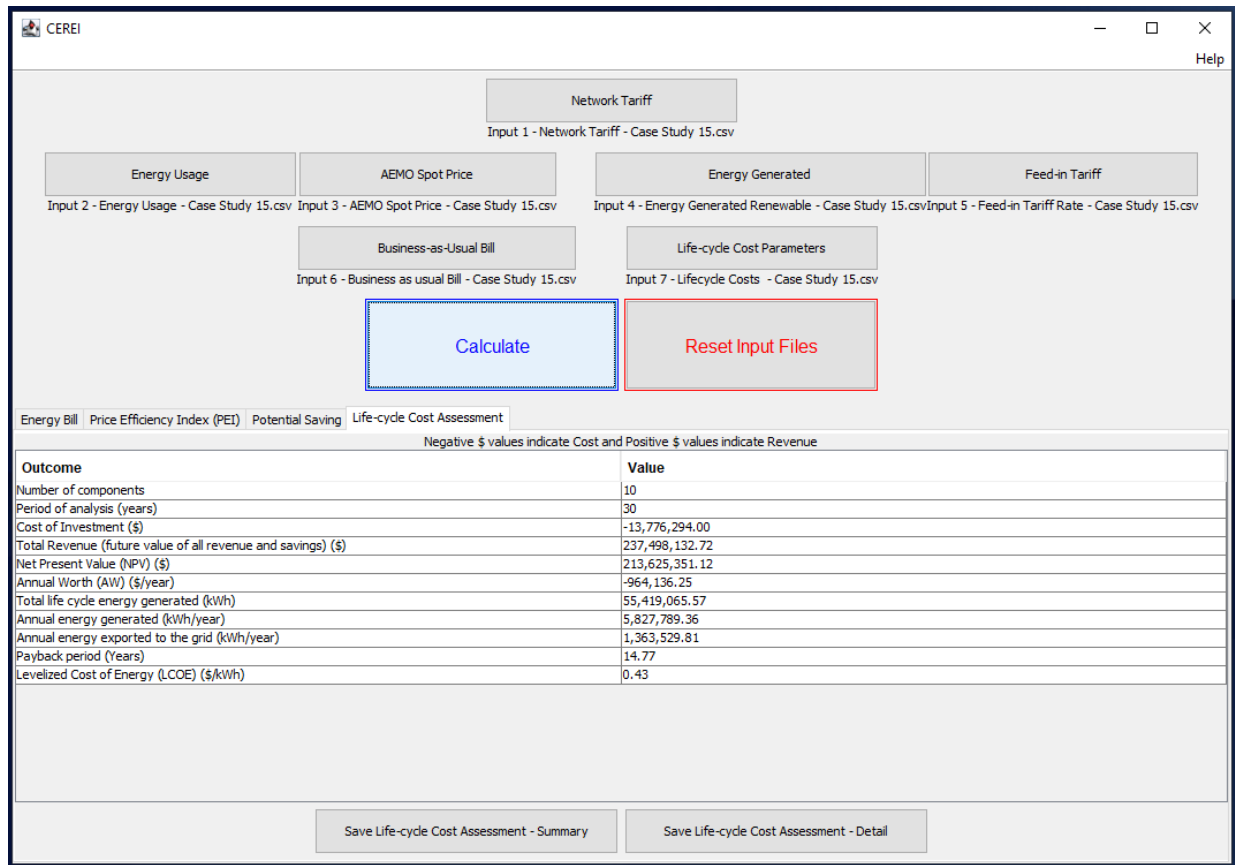 CEREI
Help
Network Tariff
Input 1 - Network Tariff - Case Study 15.csv
Energy Usage AEMO Spot Price Energy Generated Feed-in Tariff
Input 2 - Energy Usage - Case Study 15.csv Input 3 - AEMO Spot Price - Case Study 15.csv Input 4 - Energy Generated Renewable - Case Study 15.csv Input 5 - Feed-in Tariff Rate - Case Study 15.csv
Business-as-Usual Bill Life-cycle Cost Parameters
Input 6 - Business as usual Bill - Case Study 15.csv Input 7 - Lifecycle Costs - Case Study 15.csv
Calculate Reset Input Files
Energy Bill Price Efficiency Index (PEI) Potential Saving Life-cycle Cost Assessment
Negative $ values indicate Cost and Positive $ values indicate Revenue
Outcome Value
Number of components 10
Period of analysis (years) 30
Cost of Investment ($) -13,776,294.00
Total Revenue (future value of all revenue and savings) ($) 237,498,132.72
Net Present Value (NPV) ($) 213,625,351.12
Annual Worth (AW) ($/year) -964,136.25
Total life cycle energy generated (kWh) 55,419,065.57
Annual energy generated (kWh/year) 5,827,789.36
Annual energy exported to the grid (kWh/year) 1,363,529.81
Payback period (Years) 14.77
Levelized Cost of Energy (LCOE) ($/kWh) 0.43
Save Life-cycle Cost Assessment - Summary Save Life-cycle Cost Assessment - Detail